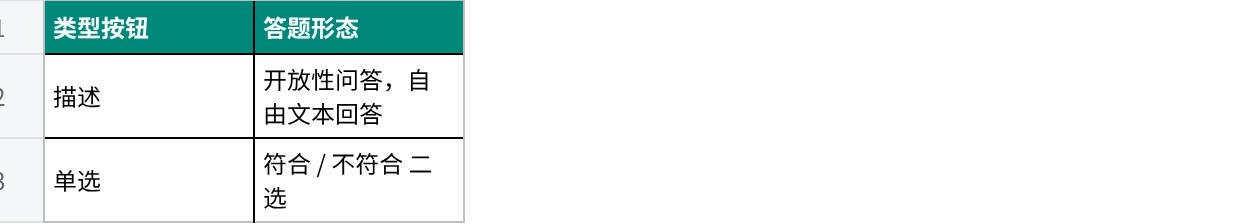 1 类型按钮 答题形态
2 描述 开放性问答，自
由文本回答
3 单选 符合 / 不符合 二
选